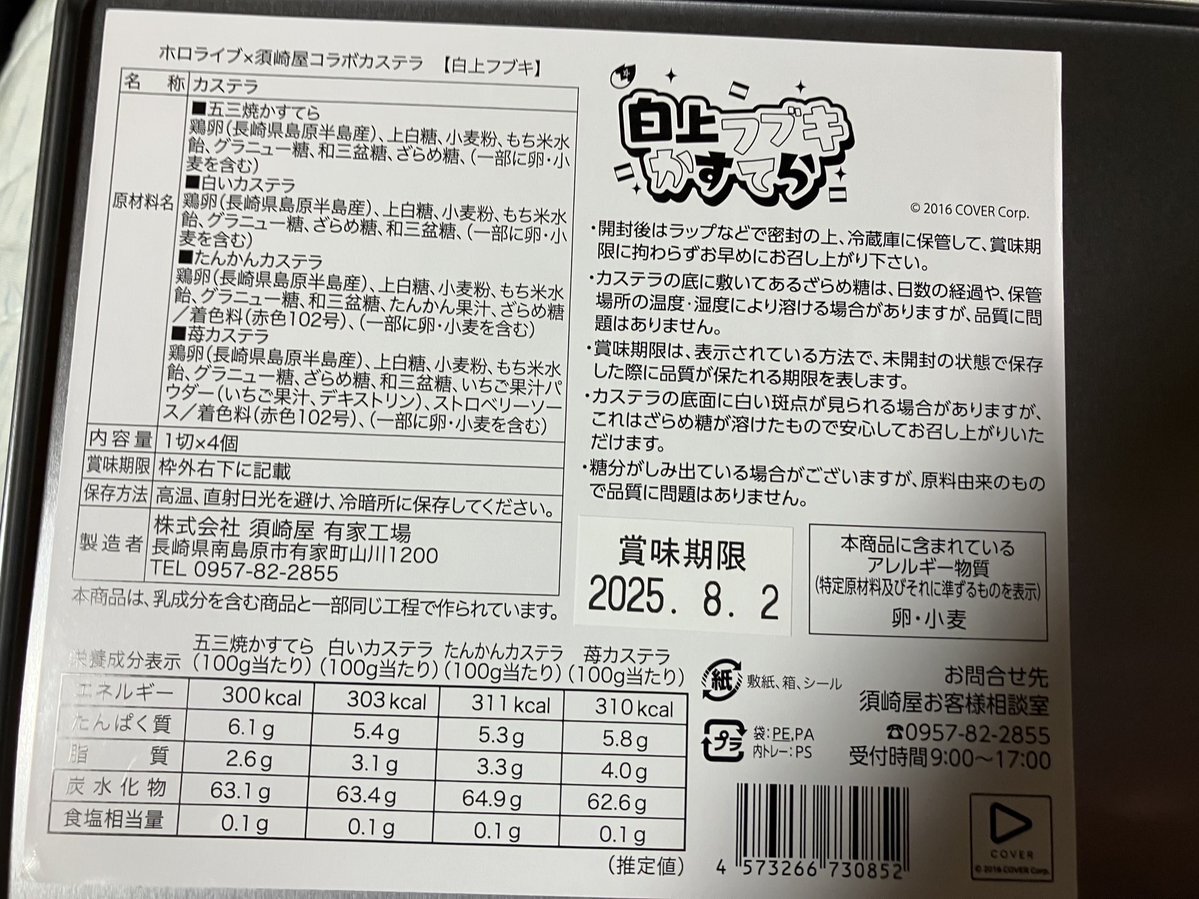 ホロライブ×須崎屋コラボカステラ 【白上フブキ】
名 称 カステラ
原材料名
■五三焼かすてら
鶏卵(長崎県島原半島産)、上白糖、小麦粉、もち米水
飴、グラニュー糖、和三盆糖、ざらめ糖、(一部に卵・小
麦を含む)
■白いカステラ
鶏卵(長崎県島原半島産)、上白糖、小麦粉、もち米水
飴、グラニュー糖、ざらめ糖、和三盆糖、(一部に卵・小
麦を含む)
■たんかんカステラ
鶏卵(長崎県島原半島産)、上白糖、小麦粉、もち米水
飴、グラニュー糖、和三盆糖、たんかん果汁、ざらめ糖
/着色料(赤色102号)、(一部に卵・小麦を含む)
■苺カステラ
鶏卵(長崎県島原半島産)、上白糖、小麦粉、もち米水
飴、グラニュー糖、ざらめ糖、和三盆糖、いちご果汁パ
ウダー(いちご果汁、デキストリン)、ストロベリーソー
ス/着色料(赤色102号)、(一部に卵・小麦を含む)
内容量 1切×4個
賞味期限 枠外右下に記載
保存方法 高温、直射日光を避け、冷暗所に保存してください。
製造者
株式会社 須崎屋 有家工場
長崎県南島原市有家町山川1200
TEL 0957-82-2855
本商品は、乳成分を含む商品と一部同じ工程で作られています。
栄養成分表示 五三焼かすてら(100g当たり) 白いカステラ(100g当たり) たんかんカステラ(100g当たり) 苺カステラ(100g当たり)
エネルギー 300kcal 303kcal 311kcal 310kcal
たんぱく質 6.1g 5.4g 5.3g 5.8g
脂 質 2.6g 3.1g 3.3g 4.0g
炭水化物 63.1g 63.4g 64.9g 62.6g
食塩相当量 0.1g 0.1g 0.1g 0.1g
(推定値)
白上フブキ
かすてら
© 2016 COVER Corp.
・開封後はラップなどで密封の上、冷蔵庫に保管して、賞味期
限に拘わらずお早めにお召し上がり下さい。
・カステラの底に敷いてあるざらめ糖は、日数の経過や、保管
場所の温度・湿度により溶ける場合がありますが、品質に問
題はありません。
・賞味期限は、表示されている方法で、未開封の状態で保存
した際に品質が保たれる期限を表します。
・カステラの底面に白い斑点が見られる場合がありますが、
これはざらめ糖が溶けたもので安心してお召し上がりいた
だけます。
・糖分がしみ出ている場合がございますが、原料由来のもの
で品質に問題はありません。
賞味期限
2025. 8. 2
本商品に含まれている
アレルギー物質
(特定原材料及びそれに準ずるものを表示)
卵・小麦
紙 敷紙、箱、シール
プラ 袋:PE,PA
内トレー:PS
お問合せ先
須崎屋お客様相談室
☎0957-82-2855
受付時間9:00〜17:00
4 573266 730852
COVER
© 2016 COVER Corp.